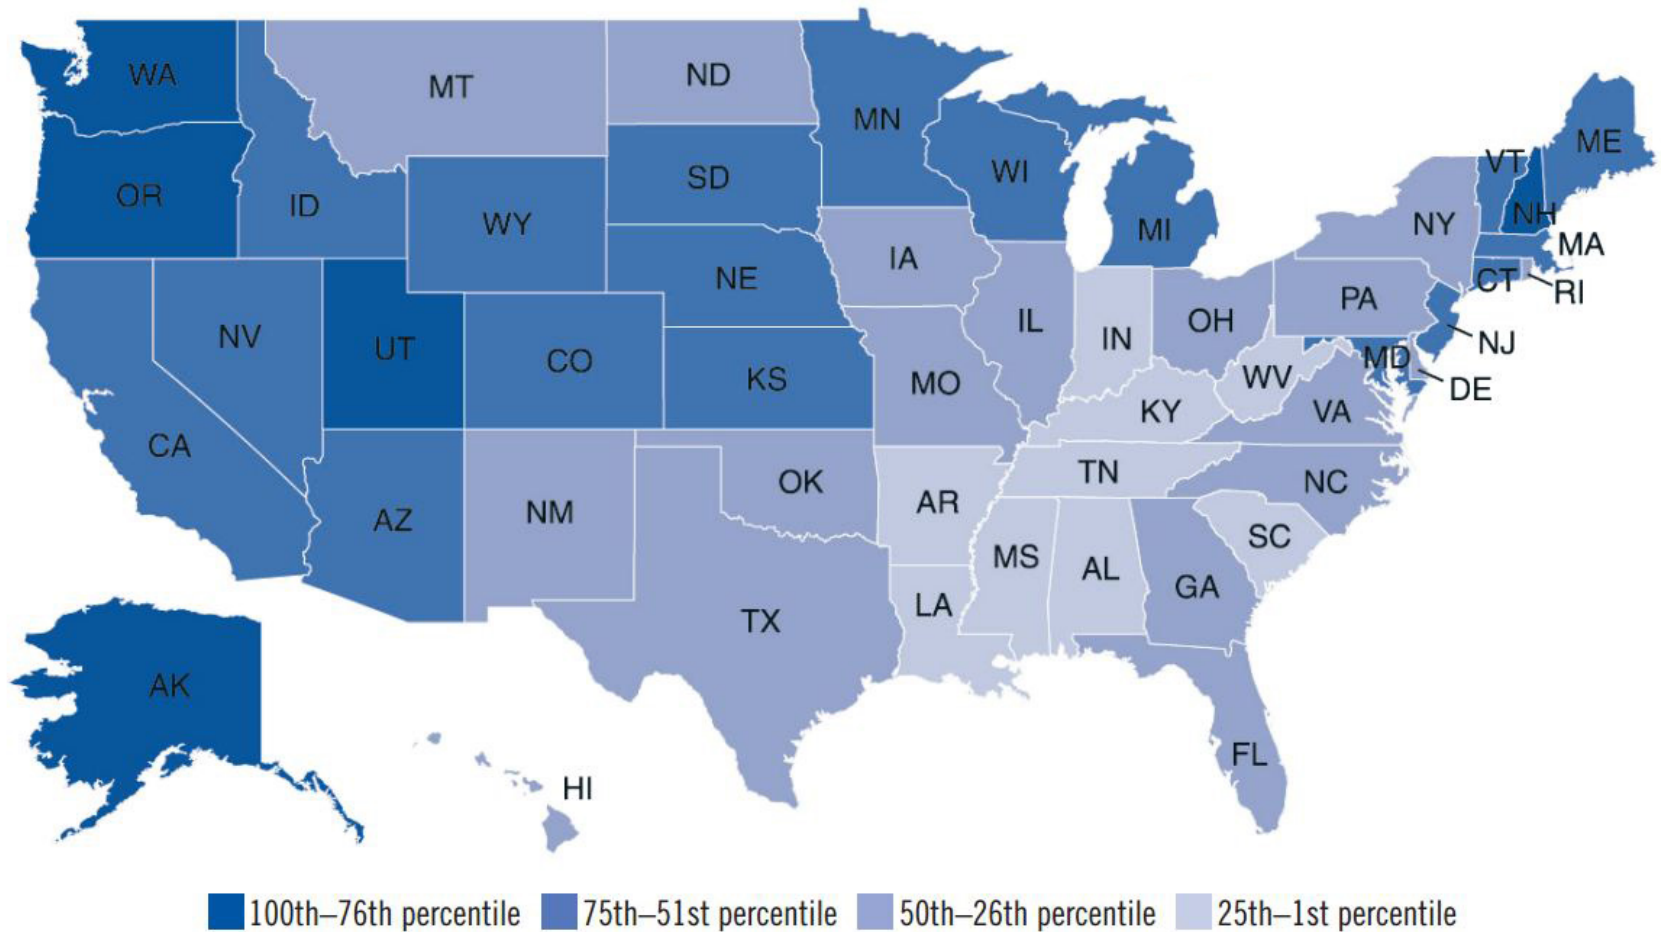 WA
MT
ND
MN
VT
ME
OR
ID
WY
SD
WI
MI
NY
NH
MA
NV
UT
CO
NE
IA
IL
IN
OH
PA
CT
RI
NJ
CA
KS
MO
WV
MD
DE
KY
VA
AZ
NM
OK
AR
TN
NC
TX
LA
MS
AL
GA
SC
AK
HI
FL
100th–76th percentile
75th–51st percentile
50th–26th percentile
25th–1st percentile